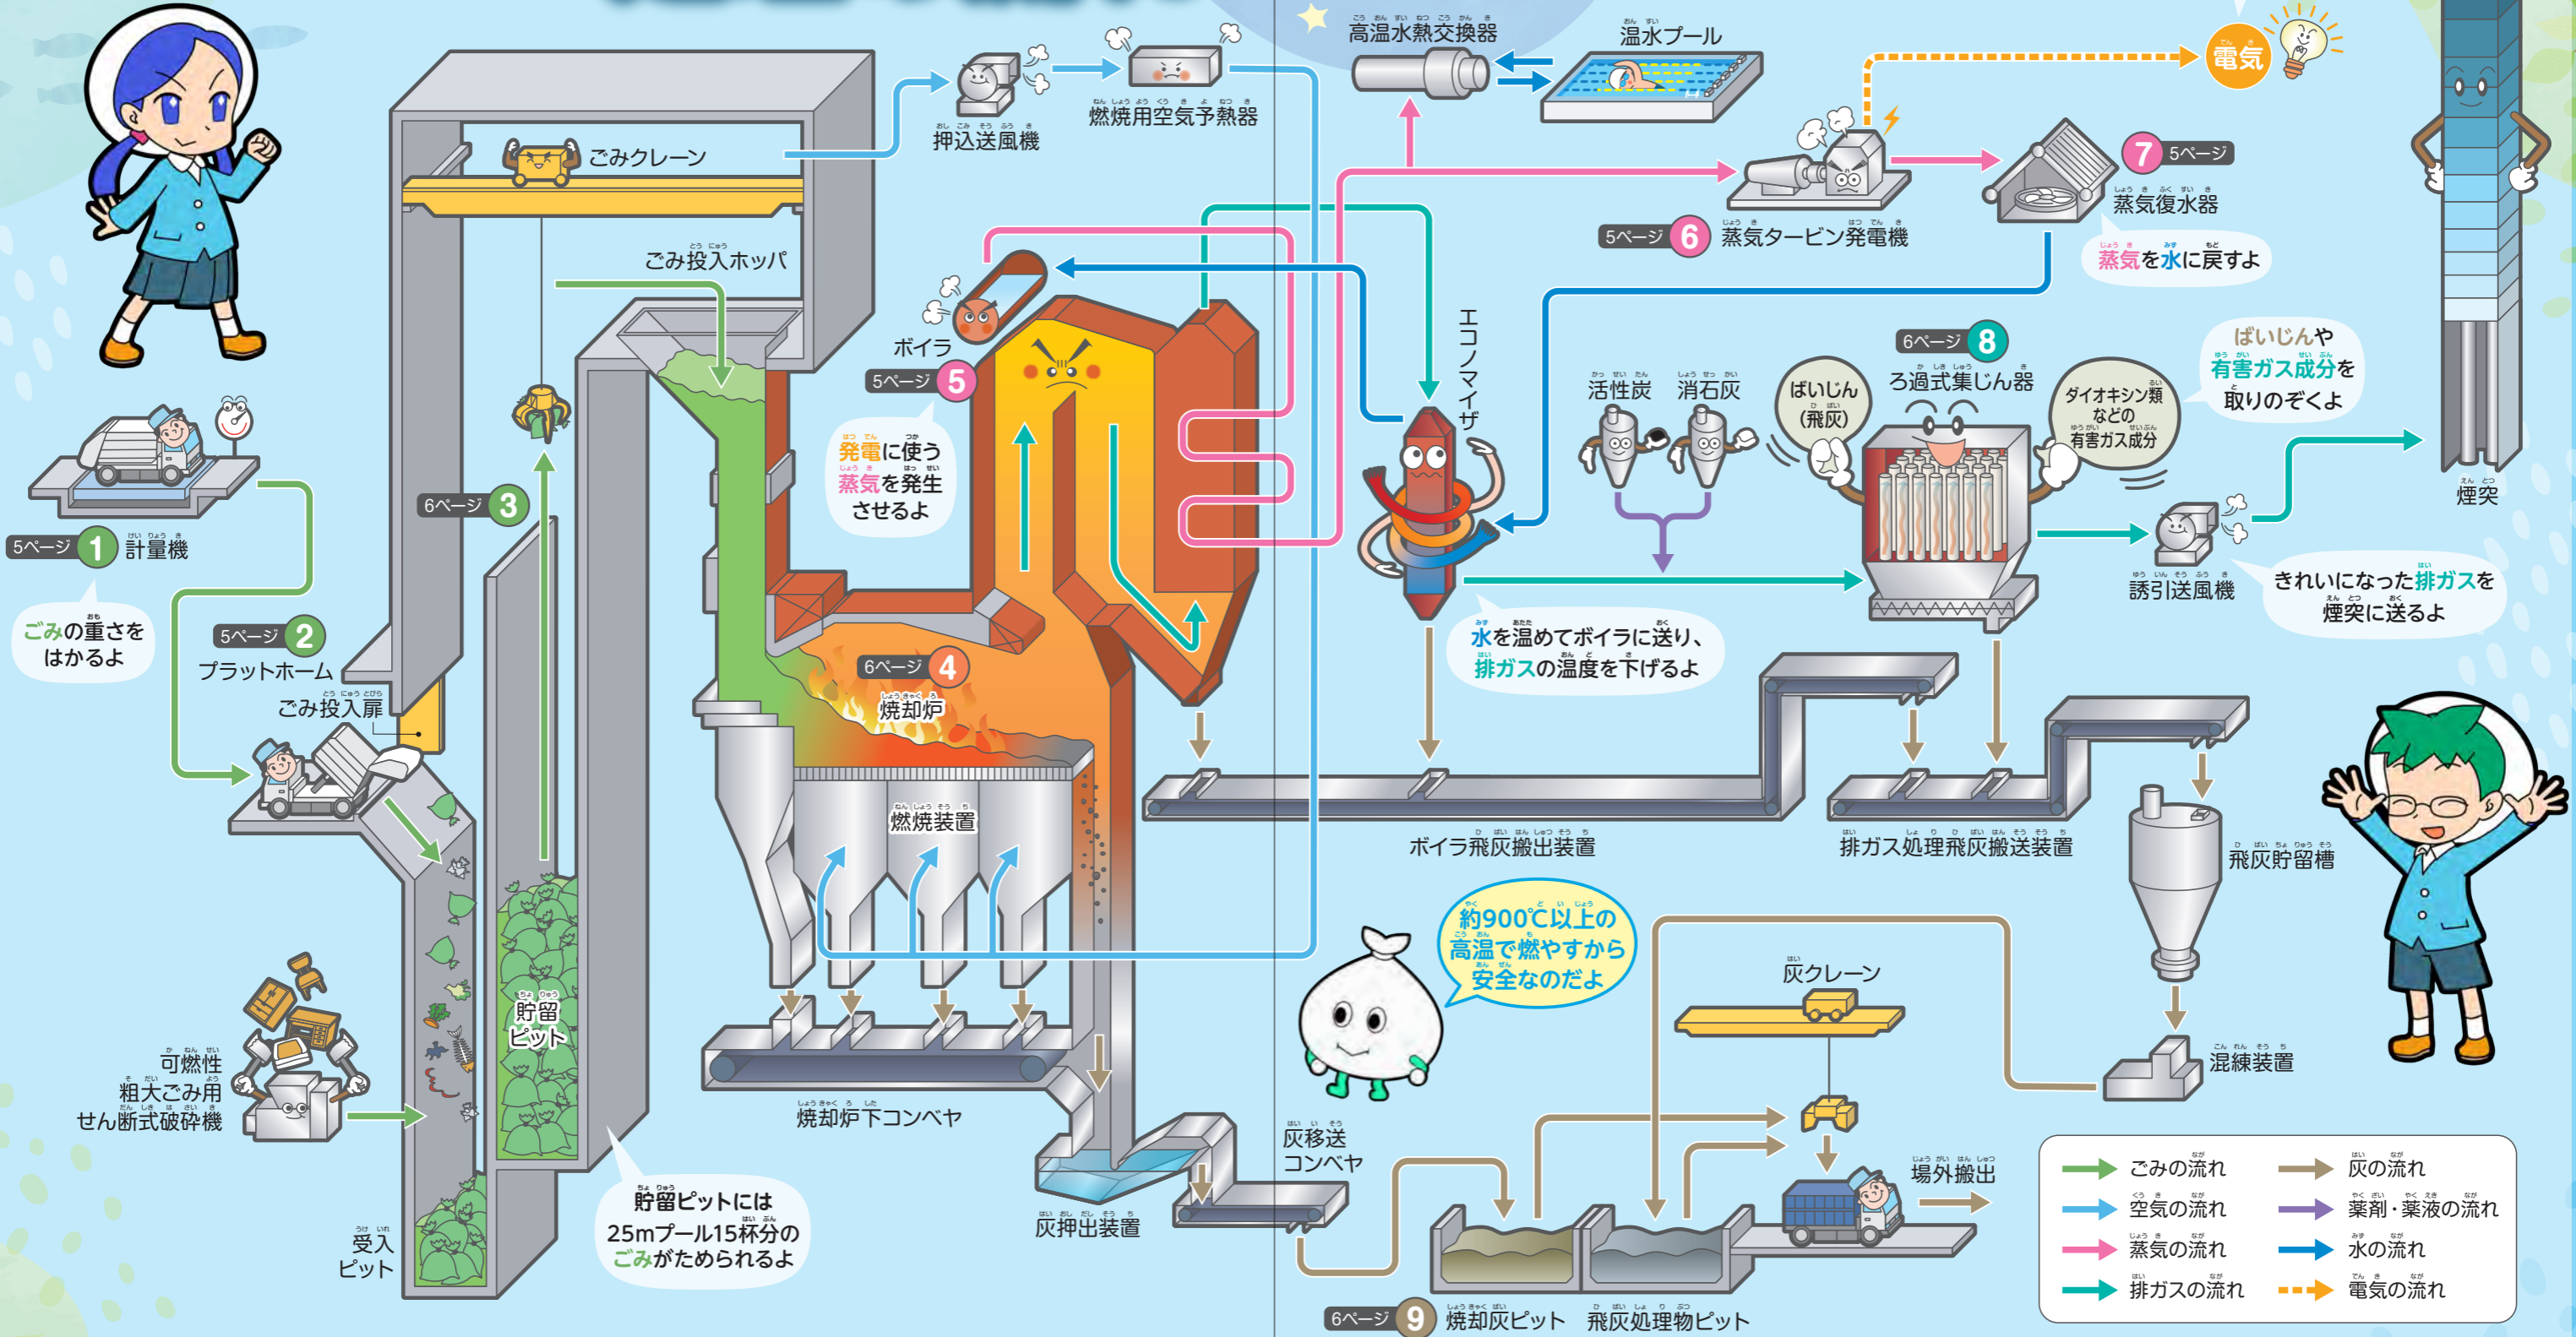 高温水熱交換器
温水プール
電気
押込送風機
燃焼用空気予熱器
ごみクレーン
ごみ投入ホッパ
5ページ 1 計量機
ごみの重さを
はかるよ
5ページ 2
プラットホーム
ごみ投入扉
6ページ 3
可燃性
粗大ごみ用
せん断式破砕機
受入
ピット
貯留
ピット
貯留ピットには
25mプール15杯分の
ごみがためられるよ
6ページ 4
焼却炉
燃焼装置
焼却炉下コンベヤ
灰押出装置
灰移送
コンベヤ
ボイラ
5ページ 5
発電に使う
蒸気を発生
させるよ
5ページ 6 蒸気タービン発電機
7 5ページ
蒸気復水器
蒸気を水に戻すよ
エコノマイザ
水を温めてボイラに送り、
排ガスの温度を下げるよ
活性炭
消石灰
6ページ 8
ろ過式集じん器
ばいじん
(飛灰)
ダイオキシン類
などの
有害ガス成分
ばいじんや
有害ガス成分を
取りのぞくよ
誘引送風機
きれいになった排ガスを
煙突に送るよ
煙突
ボイラ飛灰搬出装置
排ガス処理飛灰搬送装置
飛灰貯留槽
混練装置
約900℃以上の
高温で燃やすから
安全なのだよ
灰クレーン
場外搬出
6ページ 9 焼却灰ピット
飛灰処理物ピット
ごみの流れ
空気の流れ
蒸気の流れ
排ガスの流れ
灰の流れ
薬剤・薬液の流れ
水の流れ
電気の流れ